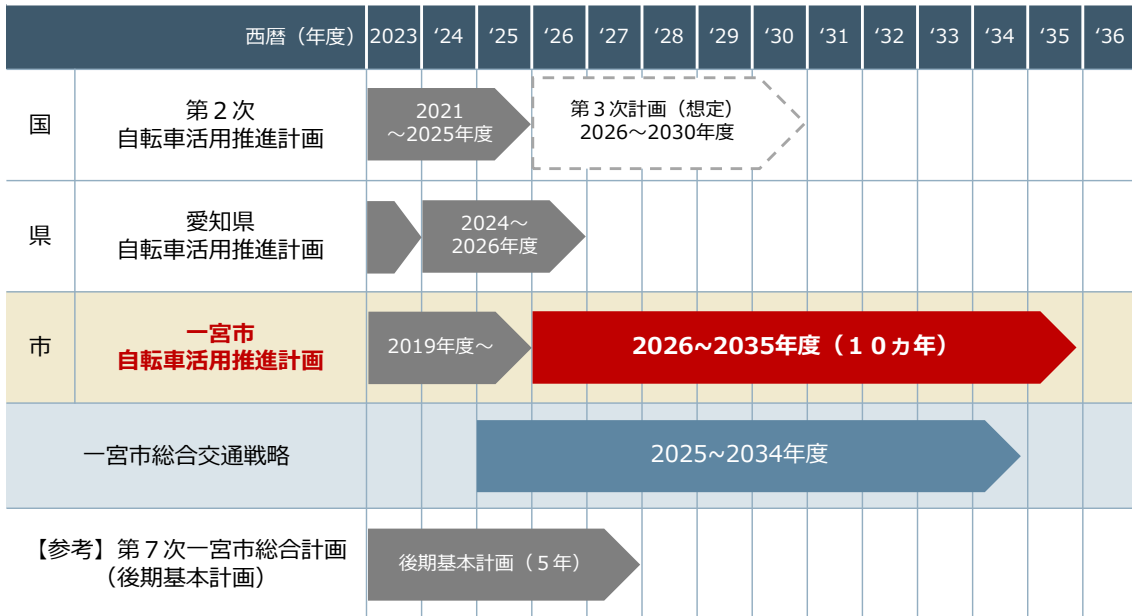 西暦（年度） 2023 ‘24 ‘25 ‘26 ‘27 ‘28 ‘29 ‘30 ‘31 ‘32 ‘33 ‘34 ‘35 ‘36
国
第２次
自転車活用推進計画
2021
～2025年度
第３次計画（想定）
2026～2030年度
県
愛知県
自転車活用推進計画
2024～
2026年度
市
一宮市
自転車活用推進計画
2019年度～
2026~2035年度（１０ヵ年）
一宮市総合交通戦略
2025~2034年度
【参考】第７次一宮市総合計画
（後期基本計画）
後期基本計画（５年）